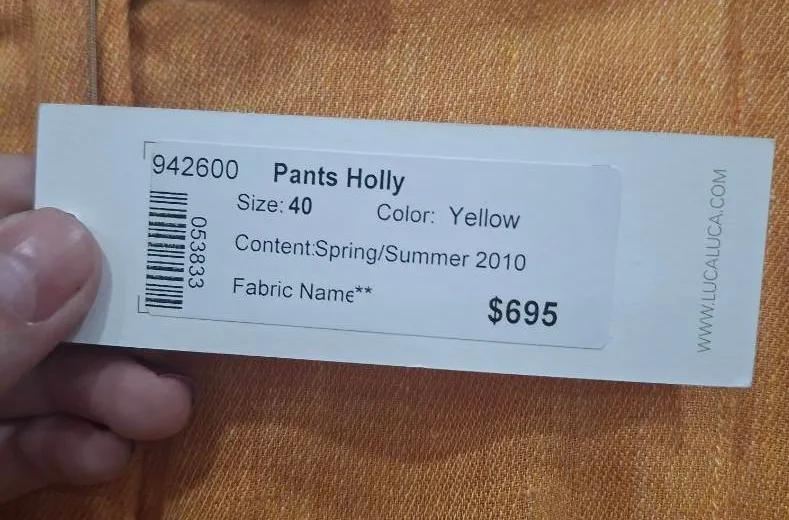 942600 Pants Holly
Size: 40 Color: Yellow
Content:Spring/Summer 2010
Fabric Name**
$695
053833
WWW.LUCALUCA.COM